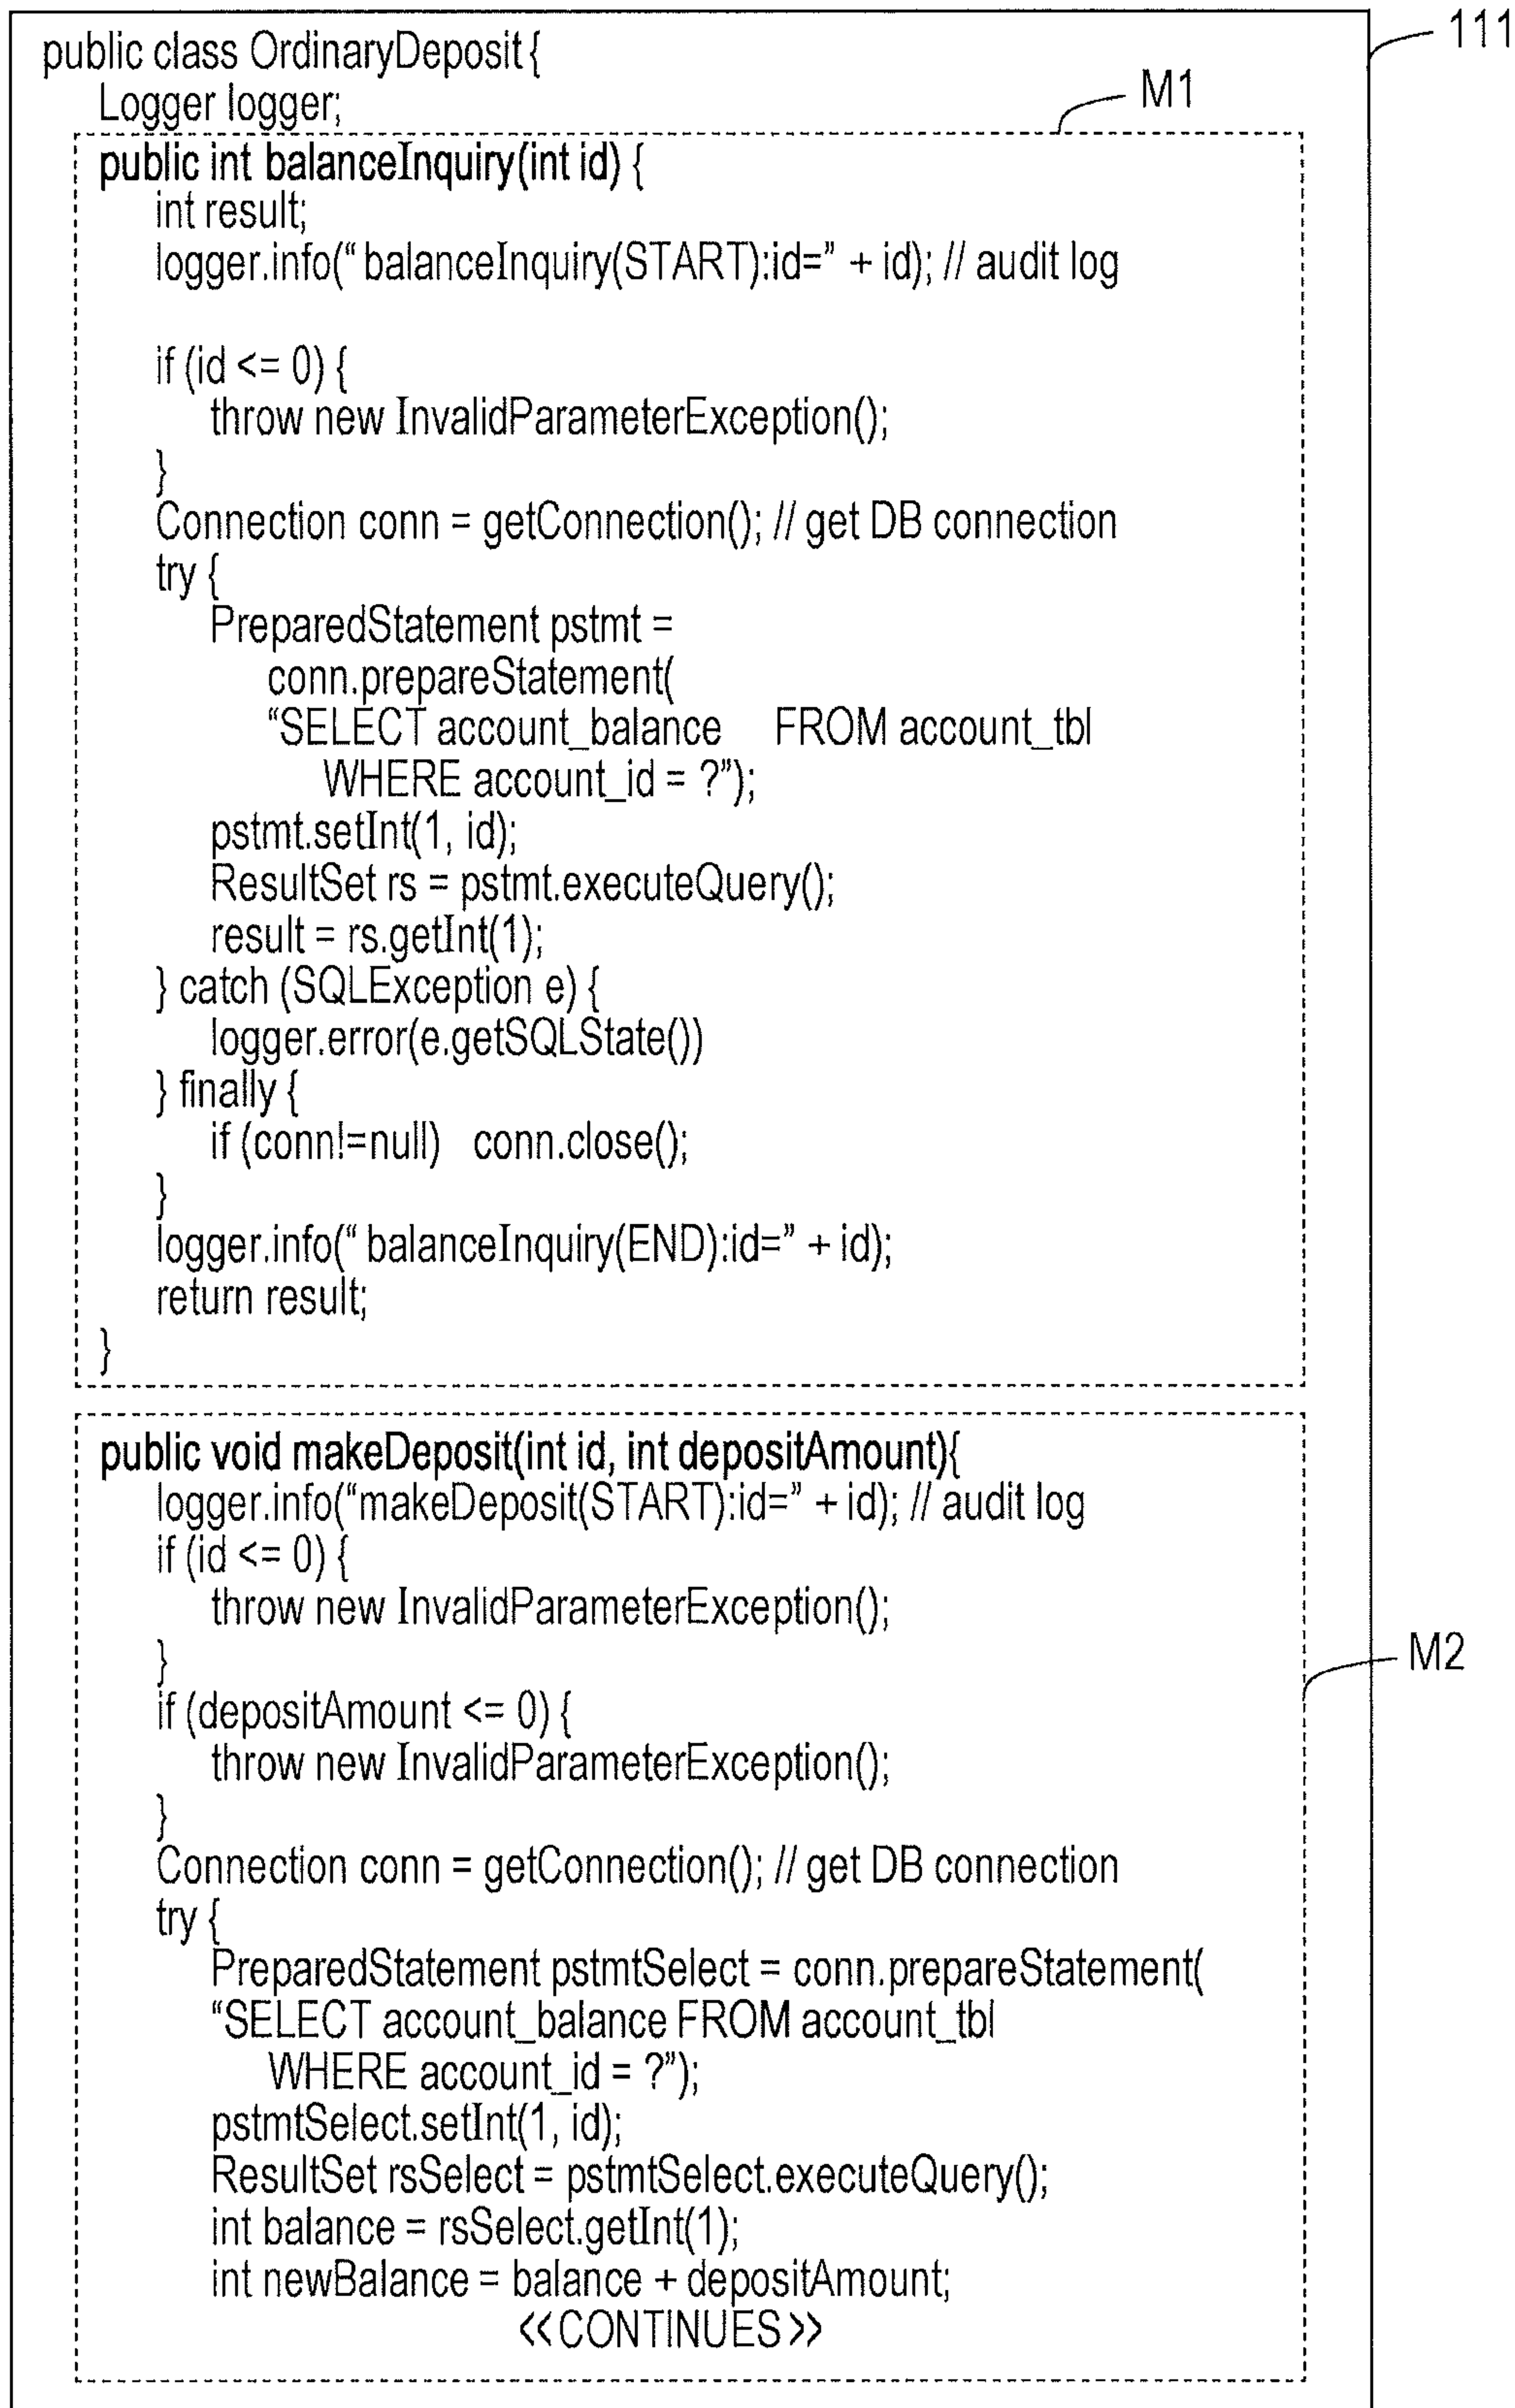 111
public class OrdinaryDeposit {
Logger logger;
M1
public int balanceInquiry(int id) {
int result;
logger.info(“ balanceInquiry(START):id=” + id); // audit log
if (id <= 0) {
throw new InvalidParameterException();
}
Connection conn = getConnection(); // get DB connection
try {
PreparedStatement pstmt =
conn.prepareStatement(
“SELECT account_balance FROM account_tbl
WHERE account_id = ?”);
pstmt.setInt(1, id);
ResultSet rs = pstmt.executeQuery();
result = rs.getInt(1);
} catch (SQLException e) {
logger.error(e.getSQLState())
} finally {
if (conn!=null) conn.close();
}
logger.info(“ balanceInquiry(END):id=” + id);
return result;
}
public void makeDeposit(int id, int depositAmount){
logger.info(“makeDeposit(START):id=” + id); // audit log
if (id <= 0) {
throw new InvalidParameterException();
}
M2
if (depositAmount <= 0) {
throw new InvalidParameterException();
}
Connection conn = getConnection(); // get DB connection
try {
PreparedStatement pstmtSelect = conn.prepareStatement(
“SELECT account_balance FROM account_tbl
WHERE account_id = ?”);
pstmtSelect.setInt(1, id);
ResultSet rsSelect = pstmtSelect.executeQuery();
int balance = rsSelect.getInt(1);
int newBalance = balance + depositAmount;
<<CONTINUES>>